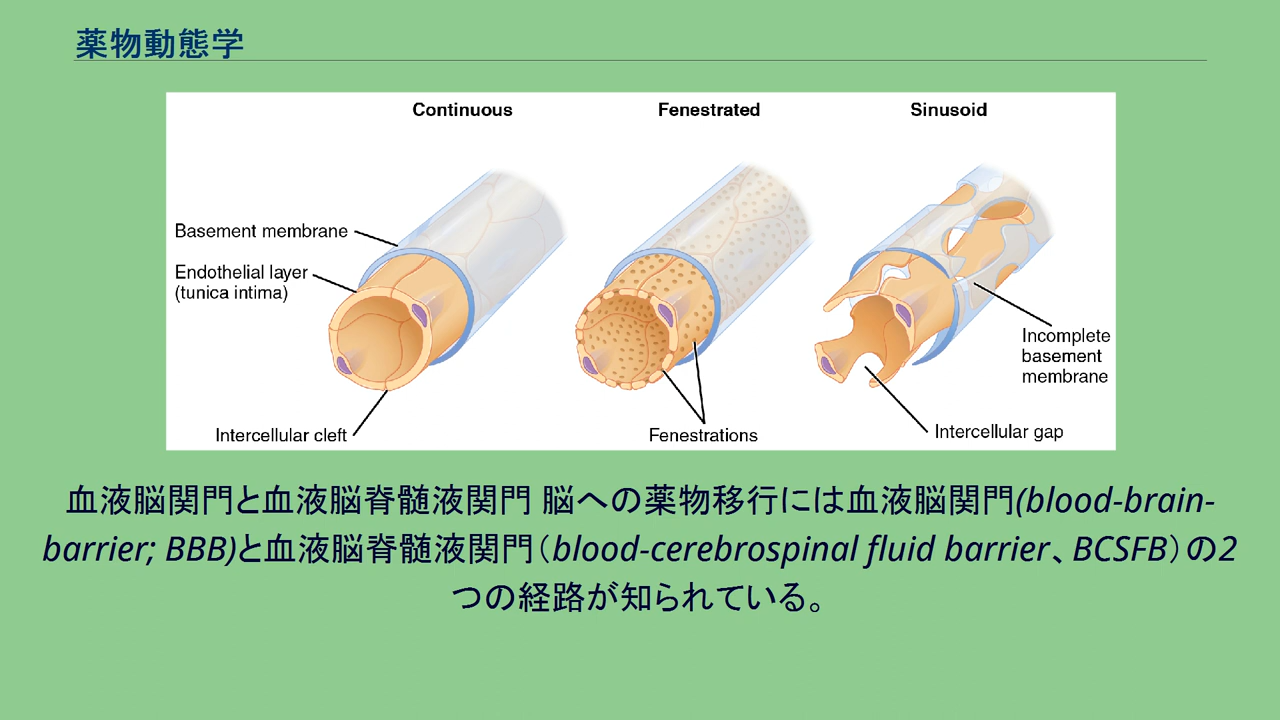 薬物動態学
Continuous
Fenestrated
Sinusoid
Basement membrane
Endothelial layer
(tunica intima)
Intercellular cleft
Fenestrations
Incomplete
basement
membrane
Intercellular gap
血液脳関門と血液脳脊髄液関門 脳への薬物移行には血液脳関門(blood-brain-
barrier; BBB)と血液脳脊髄液関門（blood-cerebrospinal fluid barrier、BCSFB）の2
つの経路が知られている。